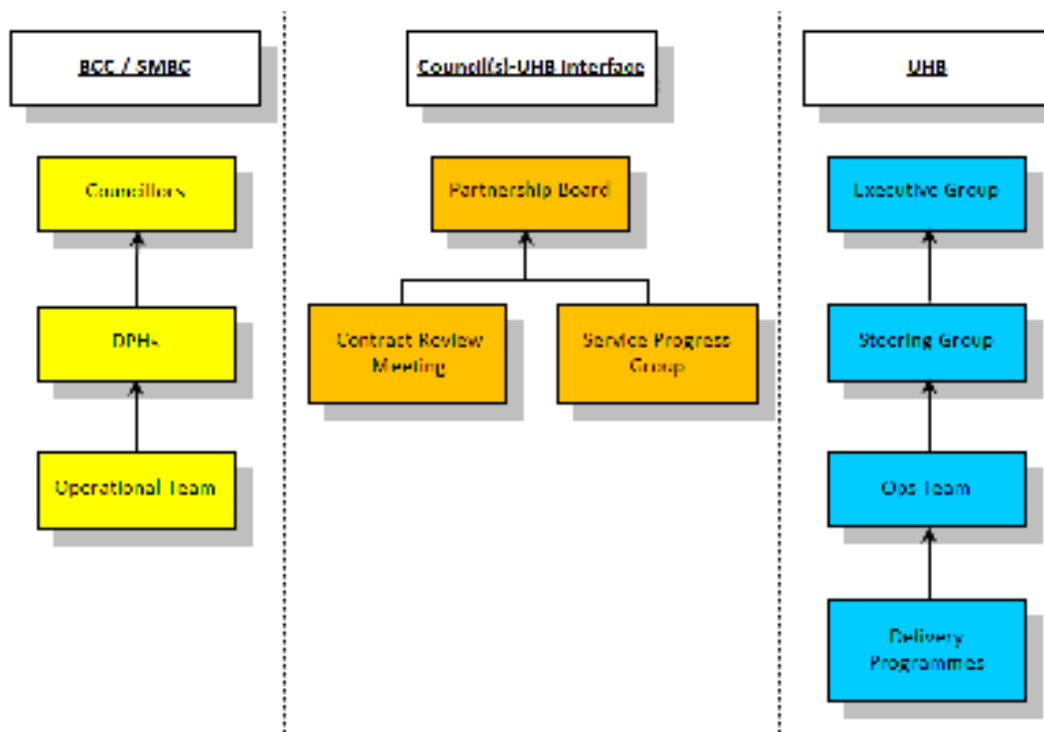 BCC / SMBC
Council(s)-UHB Interface
UHB
Councillors
Partnership Board
Executive Group
DPHs
Contract Review
Meeting
Service Progress
Group
Steering Group
Operational Team
Ops Team
Delivery
Programmes